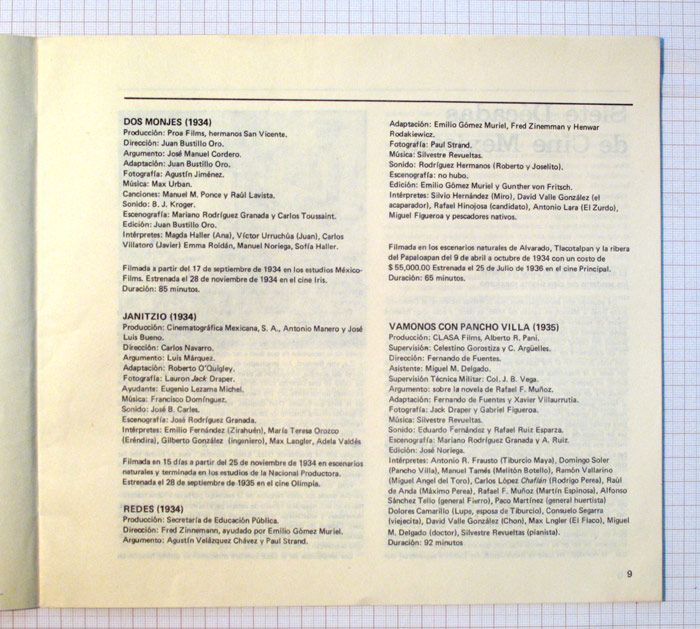 DOS MONJES (1934)
Producción: Proa Films, hermanos San Vicente.
Dirección: Juan Bustillo Oro.
Argumento: José Manuel Cordero.
Adaptación: Juan Bustillo Oro.
Fotografía: Agustín Jiménez.
Música: Max Urban.
Canciones: Manuel M. Ponce y Raúl Lavista.
Sonido: B. J. Kroger.
Escenografía: Mariano Rodríguez Granada y Carlos Toussaint.
Edición: Juan Bustillo Oro.
Intérpretes: Magda Haller (Ana), Víctor Urruchúa (Juan), Carlos
Villatoro (Javier) Emma Roldán, Manuel Noriega, Sofía Haller.
Filmada a partir del 17 de septiembre de 1934 en los estudios México-
Films. Estrenada el 28 de noviembre de 1934 en el cine Iris.
Duración: 85 minutos.
JANITZIO (1934)
Producción: Cinematográfica Mexicana, S. A., Antonio Manero y José
Luis Bueno.
Dirección: Carlos Navarro.
Argumento: Luis Márquez.
Adaptación: Roberto O'Quigley.
Fotografía: Lauron Jack Draper.
Ayudante: Eugenio Lezama Michel.
Música: Francisco Domínguez.
Sonido: José B. Carles.
Escenografía: José Rodríguez Granada.
Intérpretes: Emilio Fernández (Zirahuén), María Teresa Orozco
(Eréndira), Gilberto González (ingeniero), Max Langler, Adela Valdés
Filmada en 15 días a partir del 25 de noviembre de 1934 en escenarios
naturales y terminada en los estudios de la Nacional Productora.
Estrenada el 28 de septiembre de 1935 en el cine Olimpia.
REDES (1934)
Producción: Secretaría de Educación Pública.
Dirección: Fred Zinnemann, ayudado por Emilio Gómez Muriel.
Argumento: Agustín Velázquez Chávez y Paul Strand.
Adaptación: Emilio Gómez Muriel, Fred Zinemman y Henwar
Rodakiewicz.
Fotografía: Paul Strand.
Música: Silvestre Revueltas.
Sonido: Rodríguez Hermanos (Roberto y Joselito).
Escenografía: no hubo.
Edición: Emilio Gómez Muriel y Gunther von Fritsch.
Intérpretes: Silvio Hernández (Miro), David Valle González (el
acaparador), Rafael Hinojosa (candidato), Antonio Lara (El Zurdo),
Miguel Figueroa y pescadores nativos.
Filmada en los escenarios naturales de Alvarado, Tlacotalpan y la ribera
del Papaloapan del 9 de abril a octubre de 1934 con un costo de
$ 55,000.00 Estrenada el 25 de Julio de 1936 en el cine Principal.
Duración: 65 minutos.
VAMONOS CON PANCHO VILLA (1935)
Producción: CLASA Films, Alberto R. Pani.
Supervisión: Celestino Gorostiza y C. Argüelles.
Dirección: Fernando de Fuentes.
Asistente: Miguel M. Delgado.
Supervisión Técnica Militar: Col. J. B. Vega.
Argumento: sobre la novela de Rafael F. Muñoz.
Adaptación: Fernando de Fuentes y Xavier Villaurrutia.
Fotografía: Jack Draper y Gabriel Figueroa.
Música: Silvestre Revueltas.
Sonido: Eduardo Fernández y Rafael Ruiz Esparza.
Escenografía: Mariano Rodríguez Granada y A. Ruiz.
Edición: José Noriega.
Intérpretes: Antonio R. Frausto (Tiburcio Maya), Domingo Soler
(Pancho Villa), Manuel Tamés (Melitón Botello), Ramón Vallarino
(Miguel Angel del Toro), Carlos López Chaflán (Rodrigo Perea), Raúl
de Anda (Máximo Perea), Rafael F. Muñoz (Martín Espinosa), Alfonso
Sánchez Tello (general Fierro), Paco Martínez (general huertista)
Dolores Camarillo (Lupe, esposa de Tiburcio), Consuelo Segarra
(viejecita), David Valle González (Chon), Max Lngler (El Flaco), Miguel
M. Delgado (doctor), Silvestre Revueltas (pianista).
Duración: 92 minutos
9